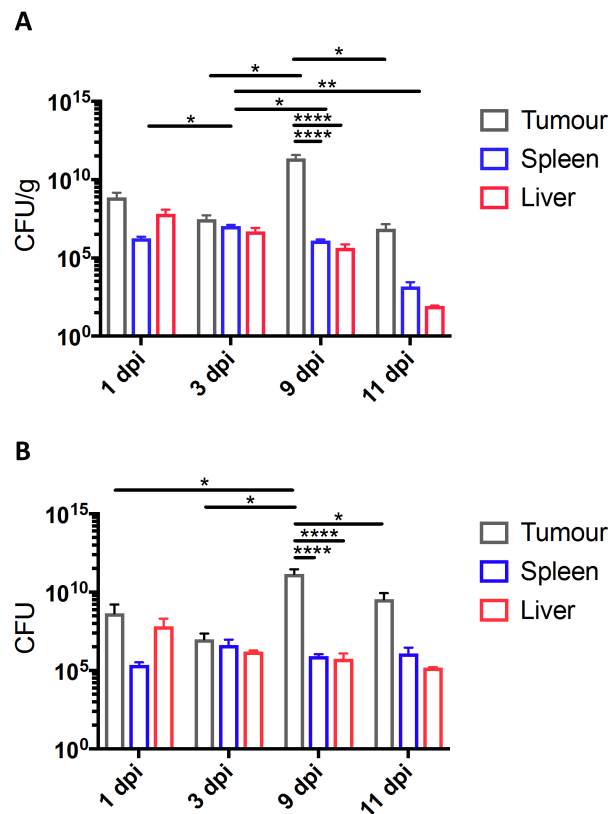 A
*
*
**
*
*
****
****
10^15
10^10
10^5
10^0
CFU/g
1 dpi
3 dpi
9 dpi
11 dpi
Tumour
Spleen
Liver
B
*
*
*
****
****
10^15
10^10
10^5
10^0
CFU
1 dpi
3 dpi
9 dpi
11 dpi
Tumour
Spleen
Liver